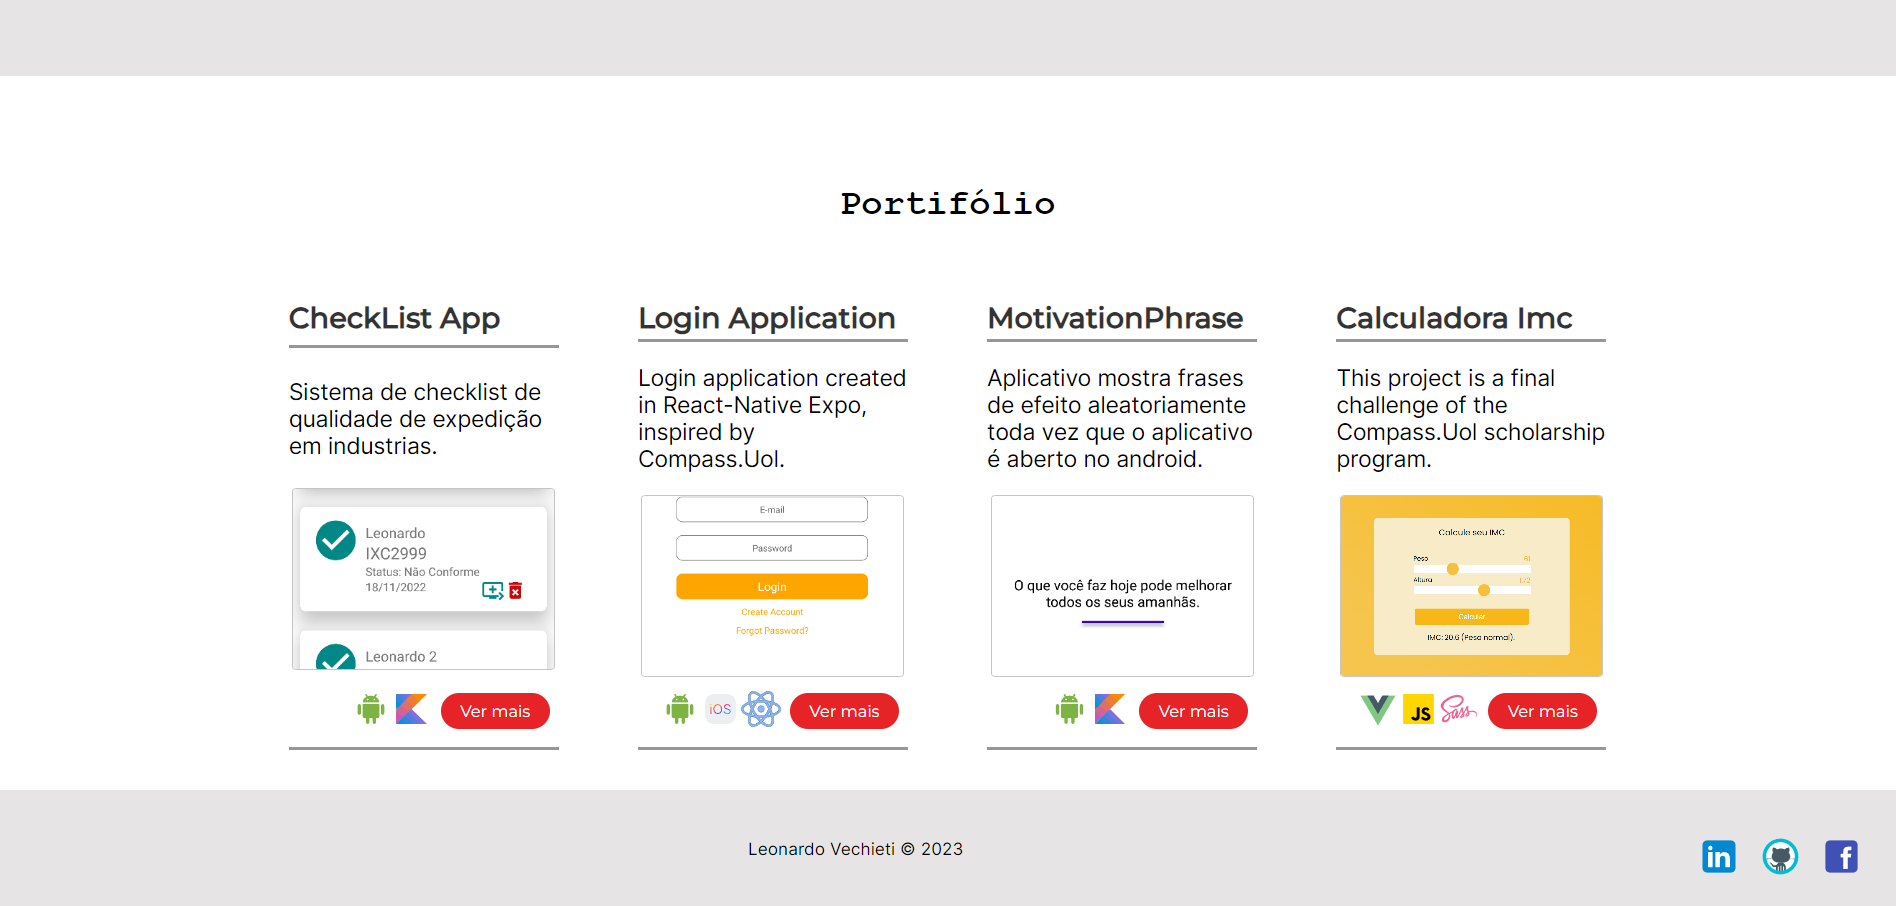 Portifólio
CheckList App
Sistema de checklist de
qualidade de expedição
em industrias.
Leonardo
IXC2999
Status: Não Conforme
18/11/2022
Leonardo 2
Ver mais
Login Application
Login application created
in React-Native Expo,
inspired by
Compass.Uol.
E-mail
Password
Login
Create Account
Forgot Password?
iOS
Ver mais
MotivationPhrase
Aplicativo mostra frases
de efeito aleatoriamente
toda vez que o aplicativo
é aberto no android.
O que você faz hoje pode melhorar
todos os seus amanhãs.
Ver mais
Calculadora Imc
This project is a final
challenge of the
Compass.Uol scholarship
program.
Calcule seu IMC
Peso 61
Altura 1.72
Calcular
IMC: 20.6 (Peso normal).
JS
Sass
Ver mais
Leonardo Vechieti © 2023
in
f